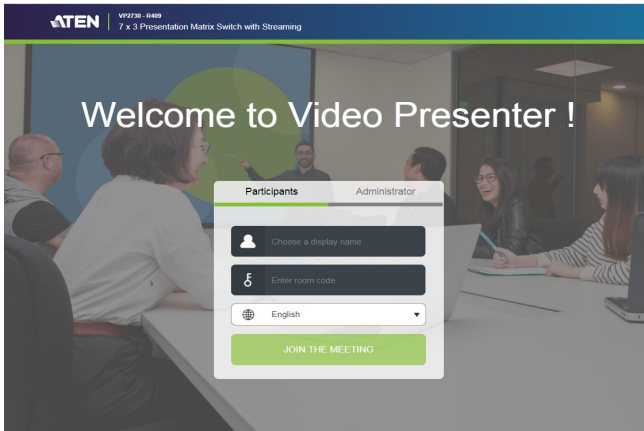 ATEN
VP2730 - R409
7 x 3 Presentation Matrix Switch with Streaming
Welcome to Video Presenter !
Participants
Administrator
Choose a display name
Enter room code
English
JOIN THE MEETING